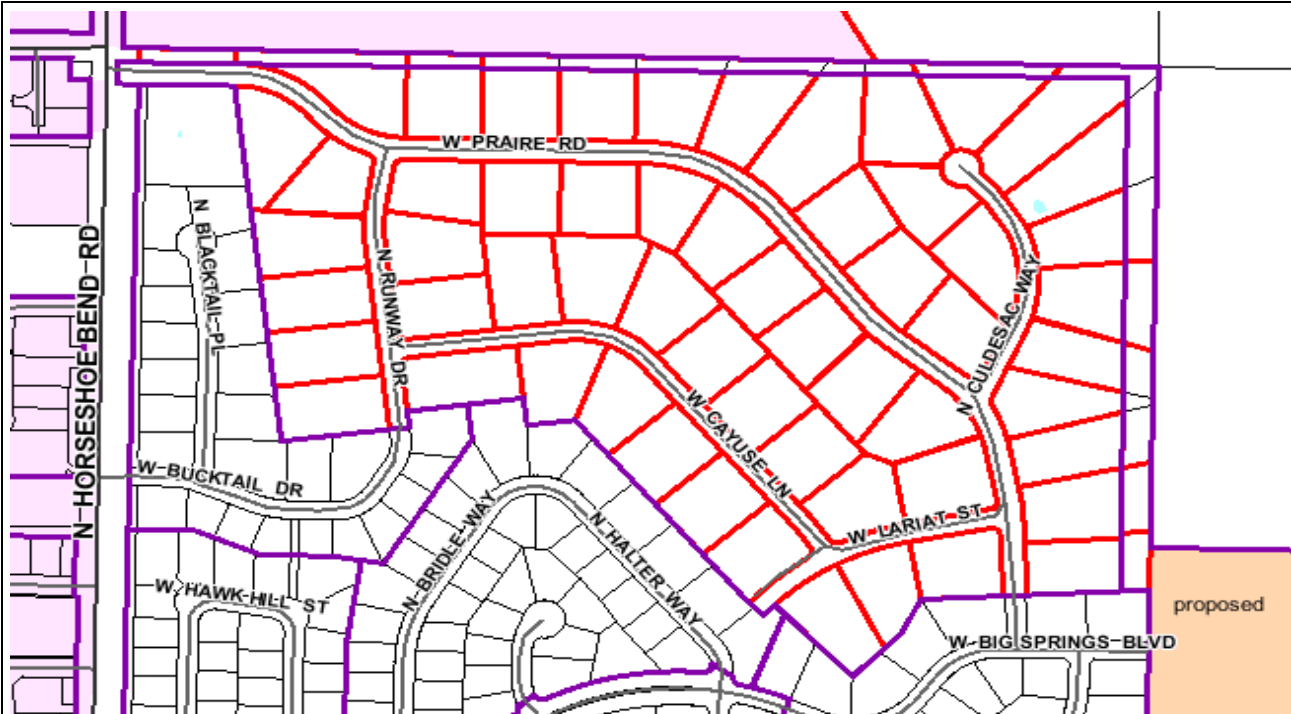 W PRAIRE RD
N BLACKTAIL PL
N HORSESHOE BEND RD
N RUNWAY DR
N CULDESAC WAY
W CAYUSE LN
W BUCKTAIL DR
N BRIDLE WAY
N HALTER WAY
W LARIAT ST
W HAWK HILL ST
proposed
W BIG SPRINGS BLVD